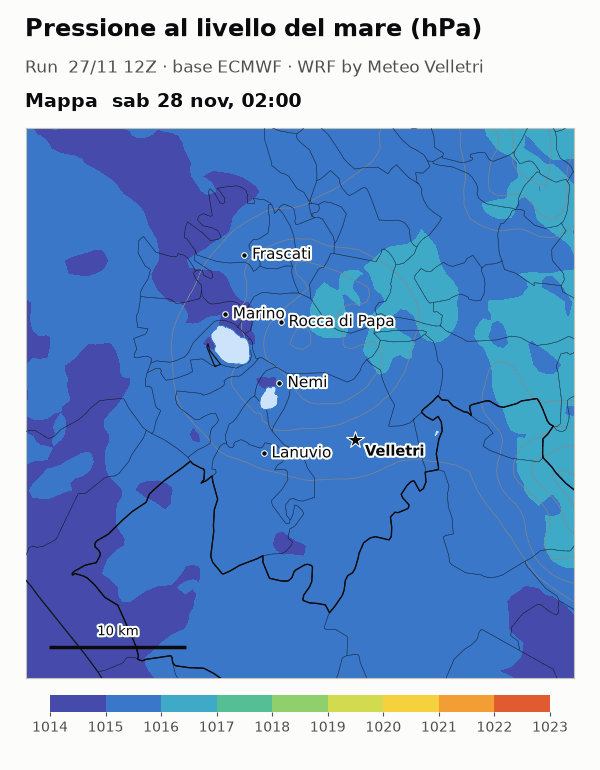 Pressione al livello del mare (hPa)
Run  27/11 12Z · base ECMWF · WRF by Meteo Velletri
Mappa  sab 28 nov, 02:00
Frascati
Marino
Rocca di Papa
Nemi
Velletri
Lanuvio
10 km
1014 1015 1016 1017 1018 1019 1020 1021 1022 1023